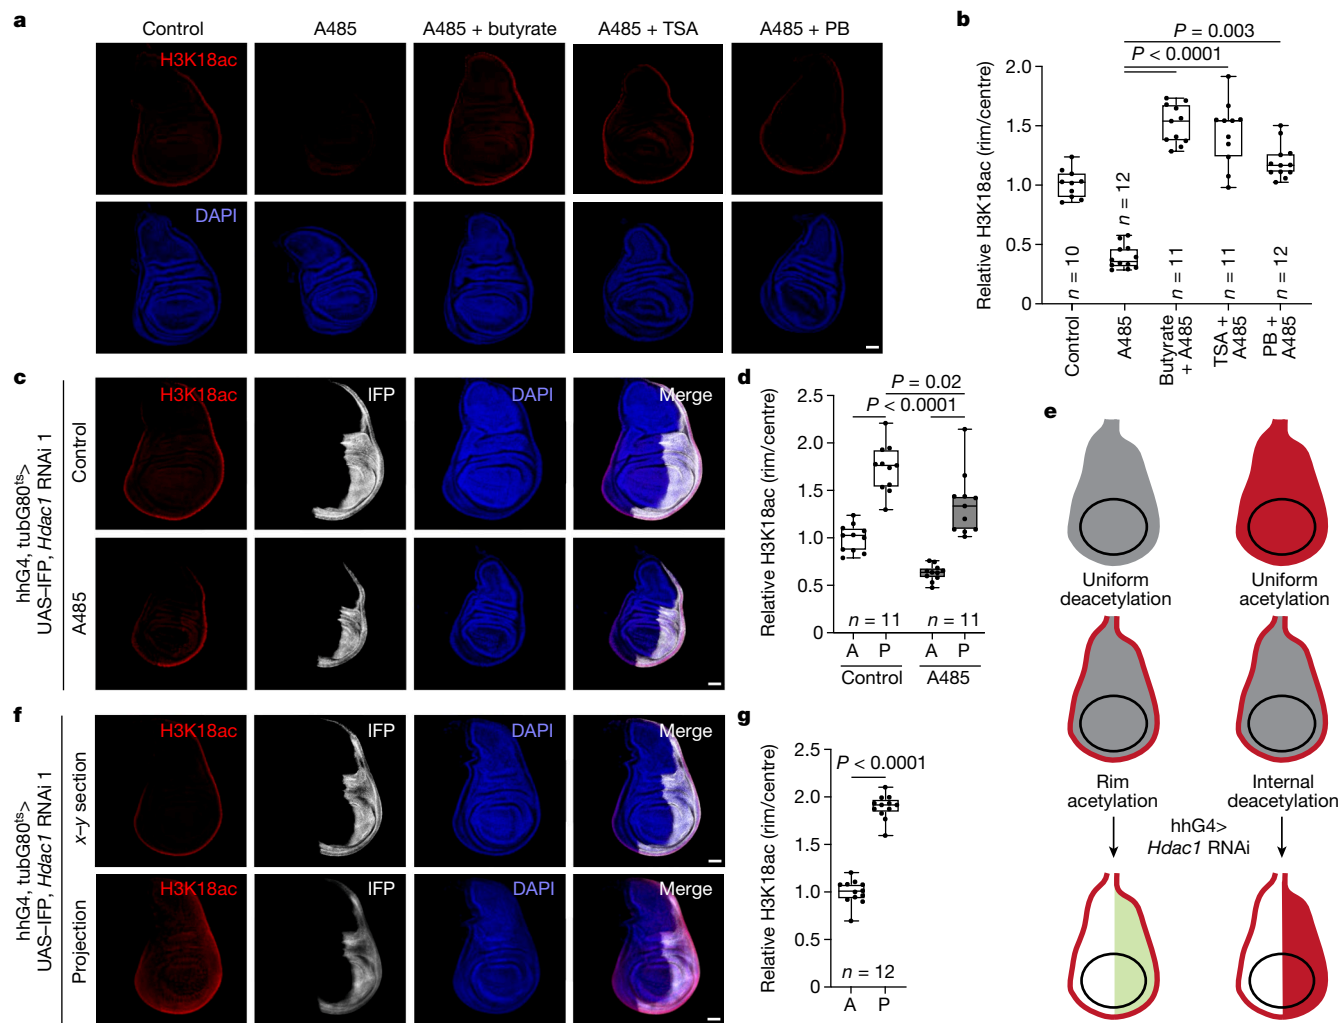 a
Control
A485
A485 + butyrate
A485 + TSA
A485 + PB
H3K18ac
DAPI
b
P = 0.003
P < 0.0001
Relative H3K18ac (rim/centre)
2.0
1.5
1.0
0.5
0
n = 10
n = 12
n = 11
n = 11
n = 12
Control
A485
Butyrate
+ A485
TSA +
A485
PB +
A485
c
hhG4, tubG80ts>
UAS–IFP, Hdac1 RNAi 1
Control
H3K18ac
IFP
DAPI
Merge
A485
d
P = 0.02
P < 0.0001
Relative H3K18ac (rim/centre)
2.5
2.0
1.5
1.0
0.5
0
n = 11
n = 11
A
P
A
P
Control
A485
e
Uniform
deacetylation
Uniform
acetylation
Rim
acetylation
Internal
deacetylation
hhG4>
Hdac1 RNAi
f
hhG4, tubG80ts>
UAS–IFP, Hdac1 RNAi 1
x–y section
H3K18ac
IFP
DAPI
Merge
Projection
H3K18ac
IFP
DAPI
Merge
g
P < 0.0001
Relative H3K18ac (rim/centre)
2.5
2.0
1.5
1.0
0.5
0
n = 12
A
P